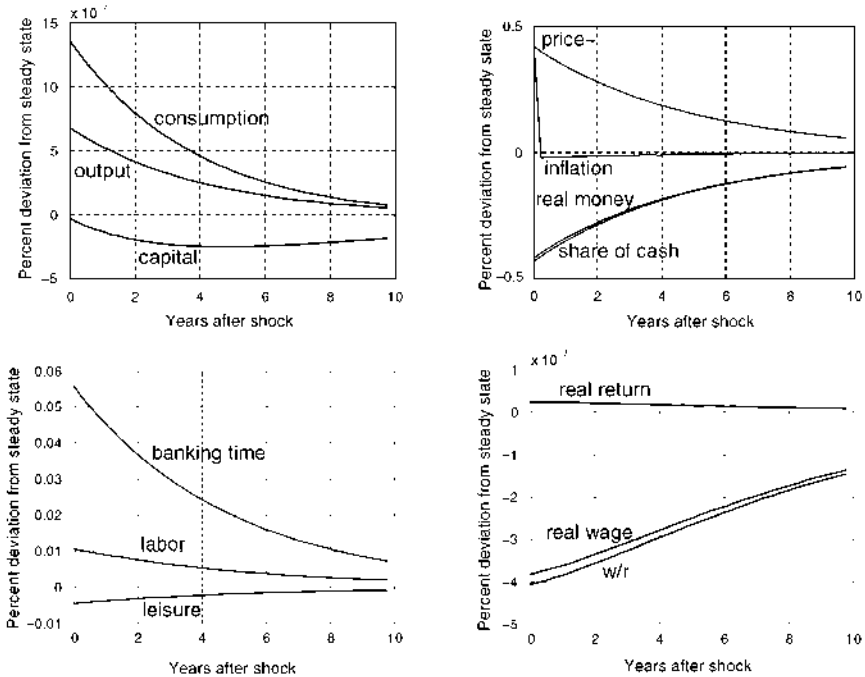 x 10⁻
15
10
5
0
−5
0 2 4 6 8 10
Percent deviation from steady state
consumption
output
capital
Years after shock
0.5
0
−0.5
0 2 4 6 8 10
Percent deviation from steady state
price
inflation
real money
share of cash
Years after shock
0.06
0.05
0.04
0.03
0.02
0.01
0
−0.01
0 2 4 6 8 10
Percent deviation from steady state
banking time
labor
leisure
Years after shock
x 10⁻
1
0
−1
−2
−3
−4
−5
0 2 4 6 8 10
Percent deviation from steady state
real return
real wage
w/r
Years after shock